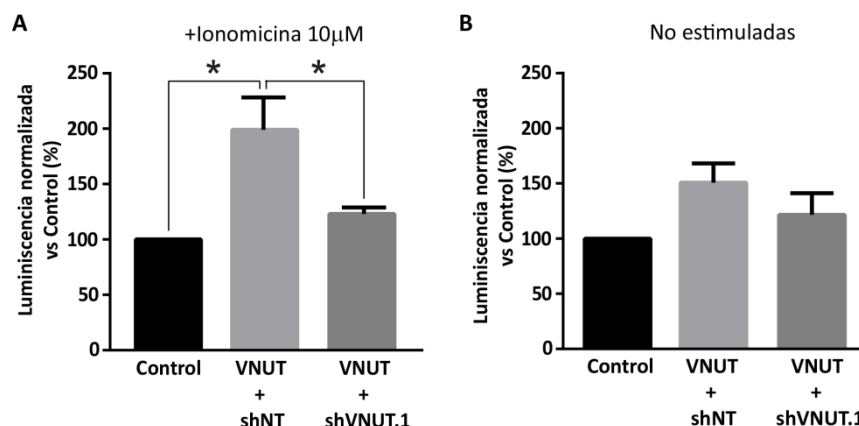 A
+Ionomicina 10μM
Luminiscencia normalizada
vs Control (%)
250
200
150
100
50
0
*
*
Control
VNUT
+
shNT
VNUT
+
shVNUT.1
B
No estimuladas
Luminiscencia normalizada
vs Control (%)
250
200
150
100
50
0
Control
VNUT
+
shNT
VNUT
+
shVNUT.1